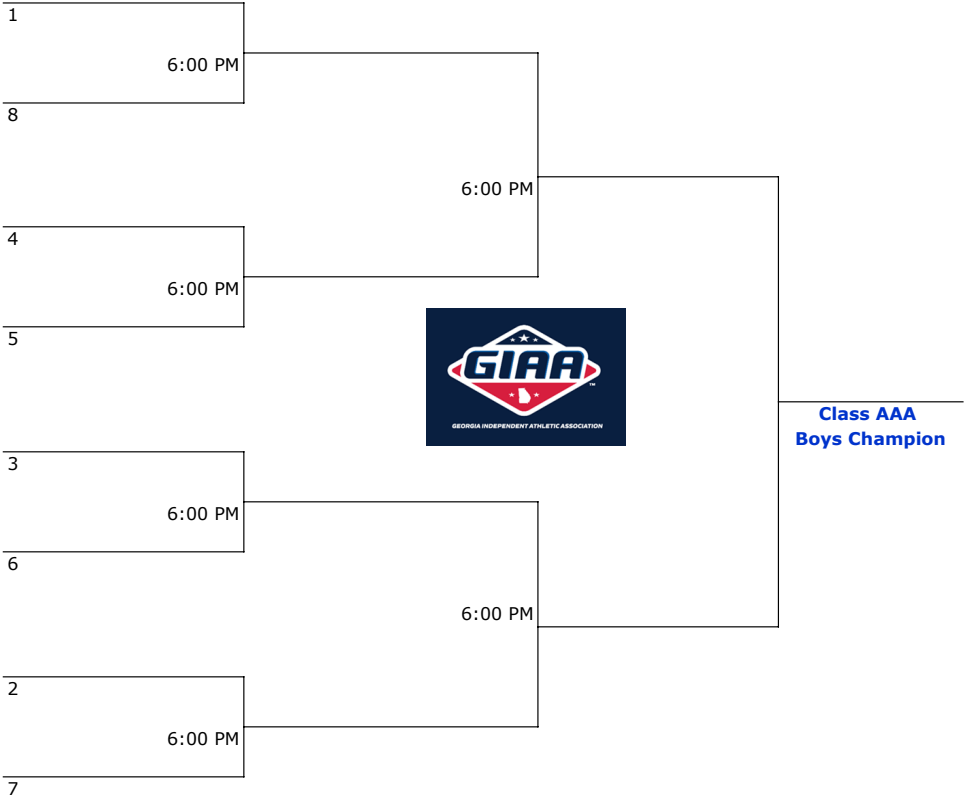 1
6:00 PM
8
6:00 PM
4
6:00 PM
5
GIAA
™
GEORGIA INDEPENDENT ATHLETIC ASSOCIATION
Class AAA
Boys Champion
3
6:00 PM
6
6:00 PM
2
6:00 PM
7